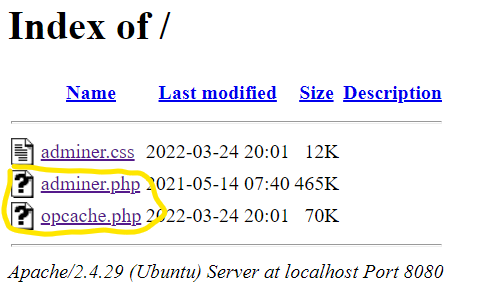 Index of /
Name Last modified Size Description
adminer.css 2022-03-24 20:01 12K
adminer.php 2021-05-14 07:40 465K
opcache.php 2022-03-24 20:01 70K
Apache/2.4.29 (Ubuntu) Server at localhost Port 8080